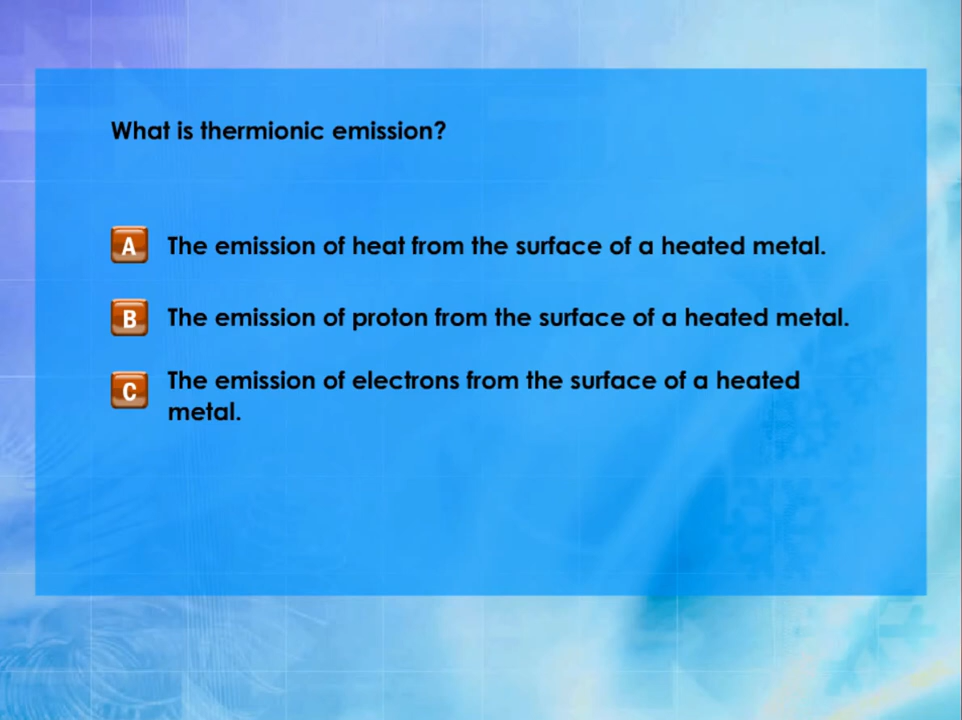 What is thermionic emission?
A The emission of heat from the surface of a heated metal.
B The emission of proton from the surface of a heated metal.
C The emission of electrons from the surface of a heated
metal.